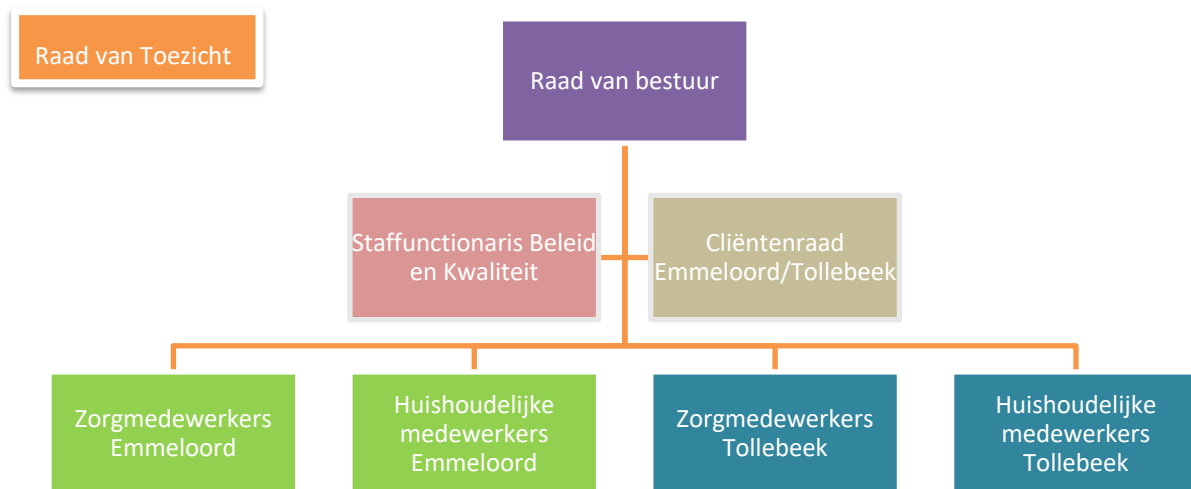 Raad van Toezicht
Raad van bestuur
Staffunctionaris Beleid
en Kwaliteit
Cliëntenraad
Emmeloord/Tollebeek
Zorgmedewerkers
Emmeloord
Huishoudelijke
medewerkers
Emmeloord
Zorgmedewerkers
Tollebeek
Huishoudelijke
medewerkers
Tollebeek